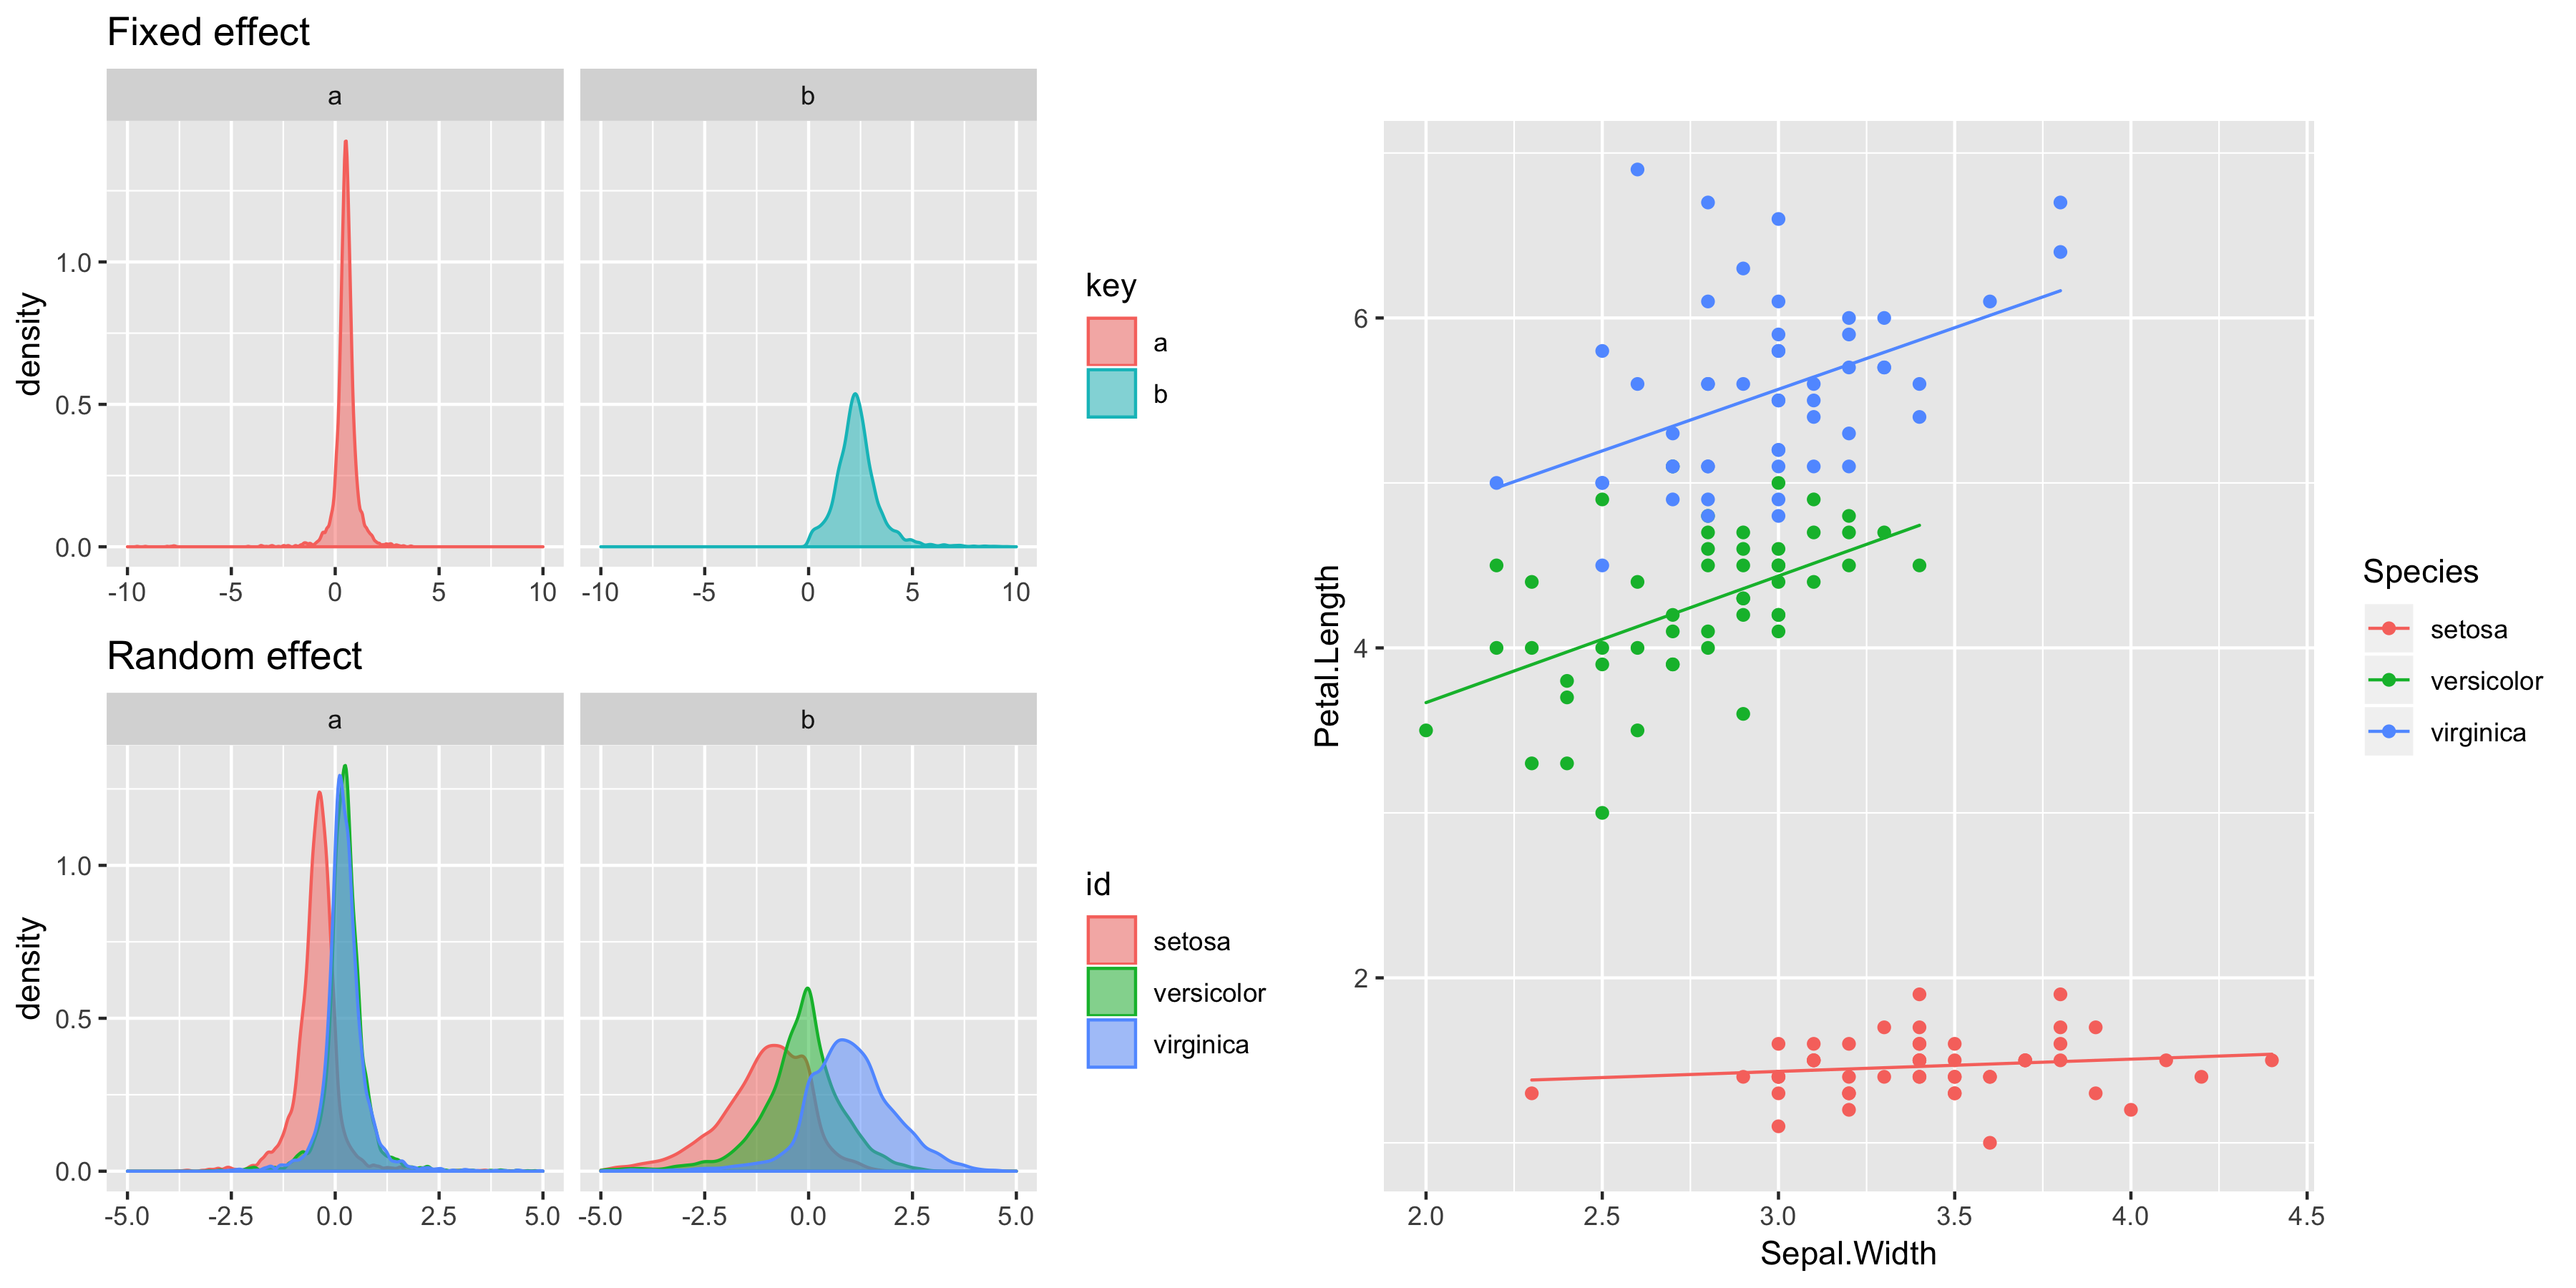 Fixed effect
a
b
density
1.0
0.5
0.0
-10 -5 0 5 10
-10 -5 0 5 10
key
a
b
Random effect
a
b
density
1.0
0.5
0.0
-5.0 -2.5 0.0 2.5 5.0
-5.0 -2.5 0.0 2.5 5.0
id
setosa
versicolor
virginica
Petal.Length
6
4
2
2.0 2.5 3.0 3.5 4.0 4.5
Sepal.Width
Species
setosa
versicolor
virginica